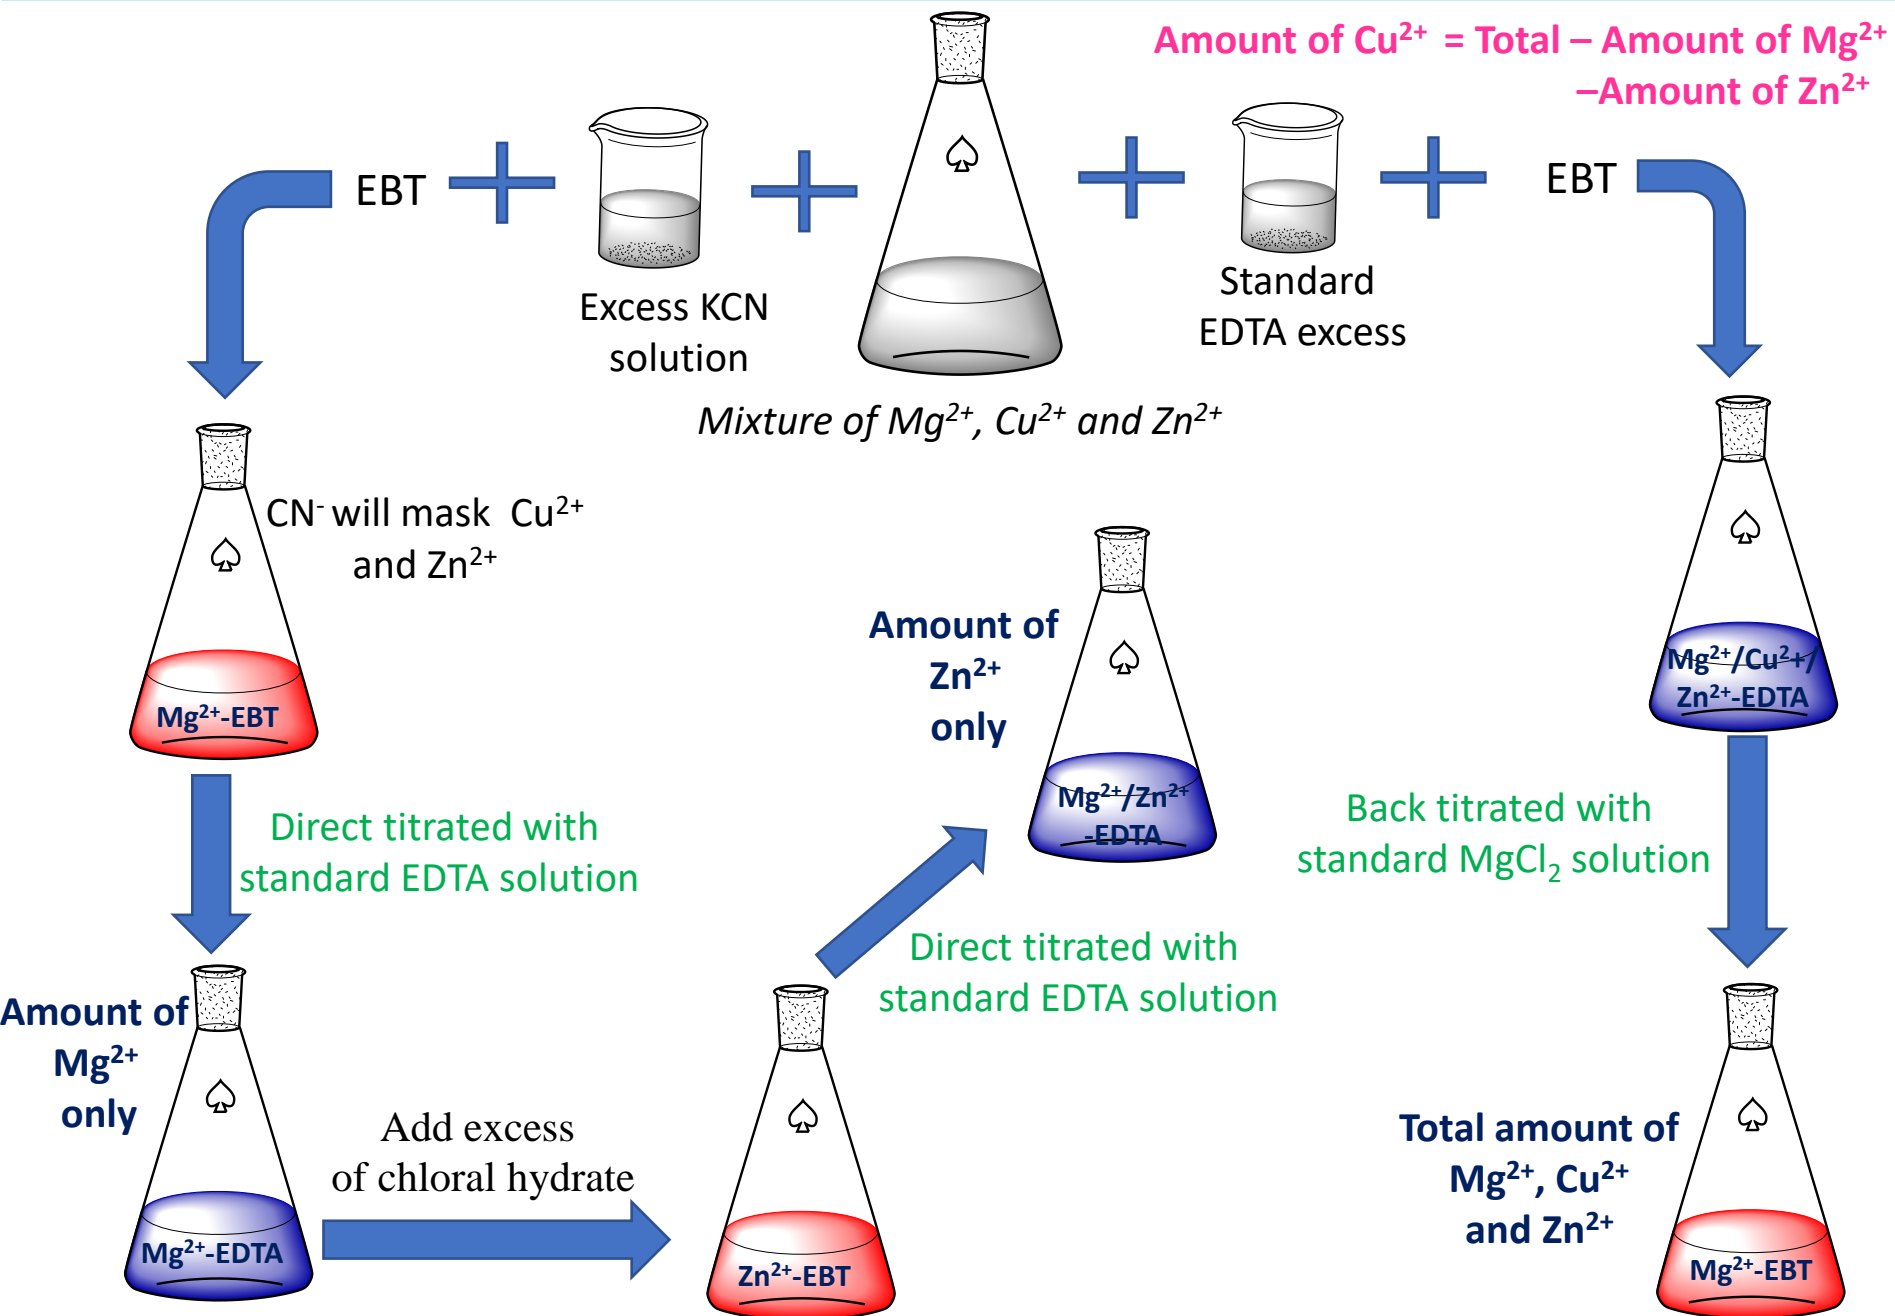 Amount of Cu²⁺ = Total – Amount of Mg²⁺
–Amount of Zn²⁺
EBT
EBT
Excess KCN
solution
Standard
EDTA excess
Mixture of Mg²⁺, Cu²⁺ and Zn²⁺
CN⁻ will mask Cu²⁺
and Zn²⁺
Mg²⁺-EBT
Amount of
Zn²⁺
only
Mg²⁺/Cu²+/
Zn²⁺-EDTA
Mg²⁺/Zn²⁺
-EDTA
Direct titrated with
standard EDTA solution
Back titrated with
standard MgCl₂ solution
Direct titrated with
standard EDTA solution
Amount of
Mg²⁺
only
Mg²⁺-EDTA
Add excess
of chloral hydrate
Zn²⁺-EBT
Total amount of
Mg²⁺, Cu²⁺
and Zn²⁺
Mg²⁺-EBT